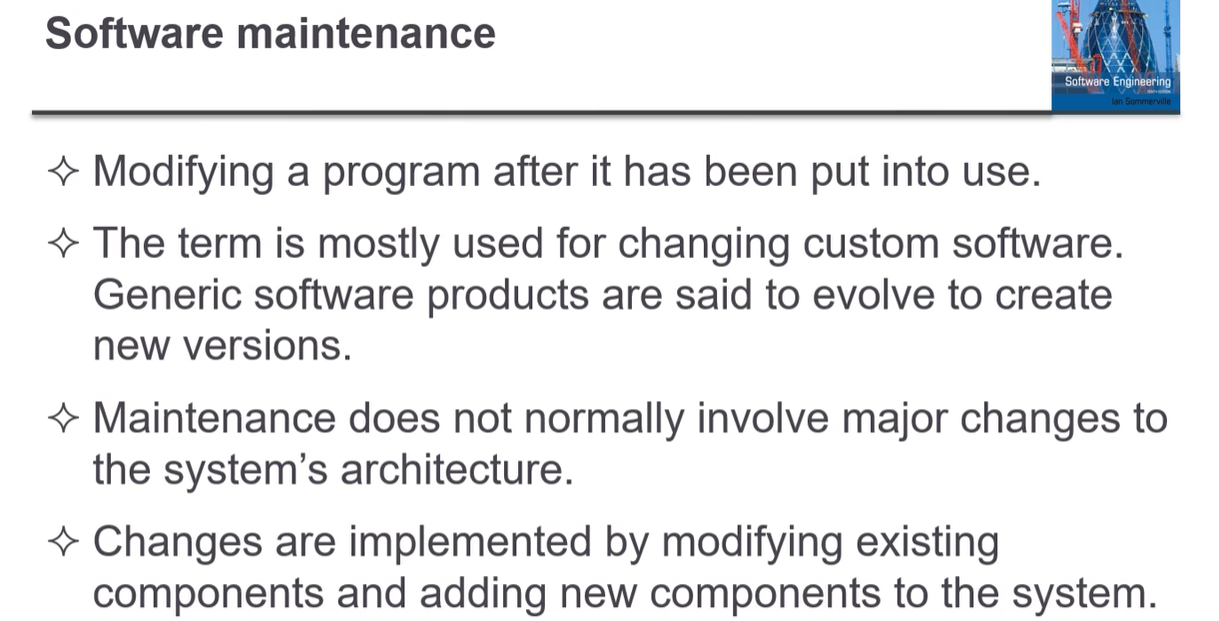 Software maintenance
Software Engineering
Ian Sommerville
✧ Modifying a program after it has been put into use.
✧ The term is mostly used for changing custom software.
Generic software products are said to evolve to create
new versions.
✧ Maintenance does not normally involve major changes to
the system’s architecture.
✧ Changes are implemented by modifying existing
components and adding new components to the system.